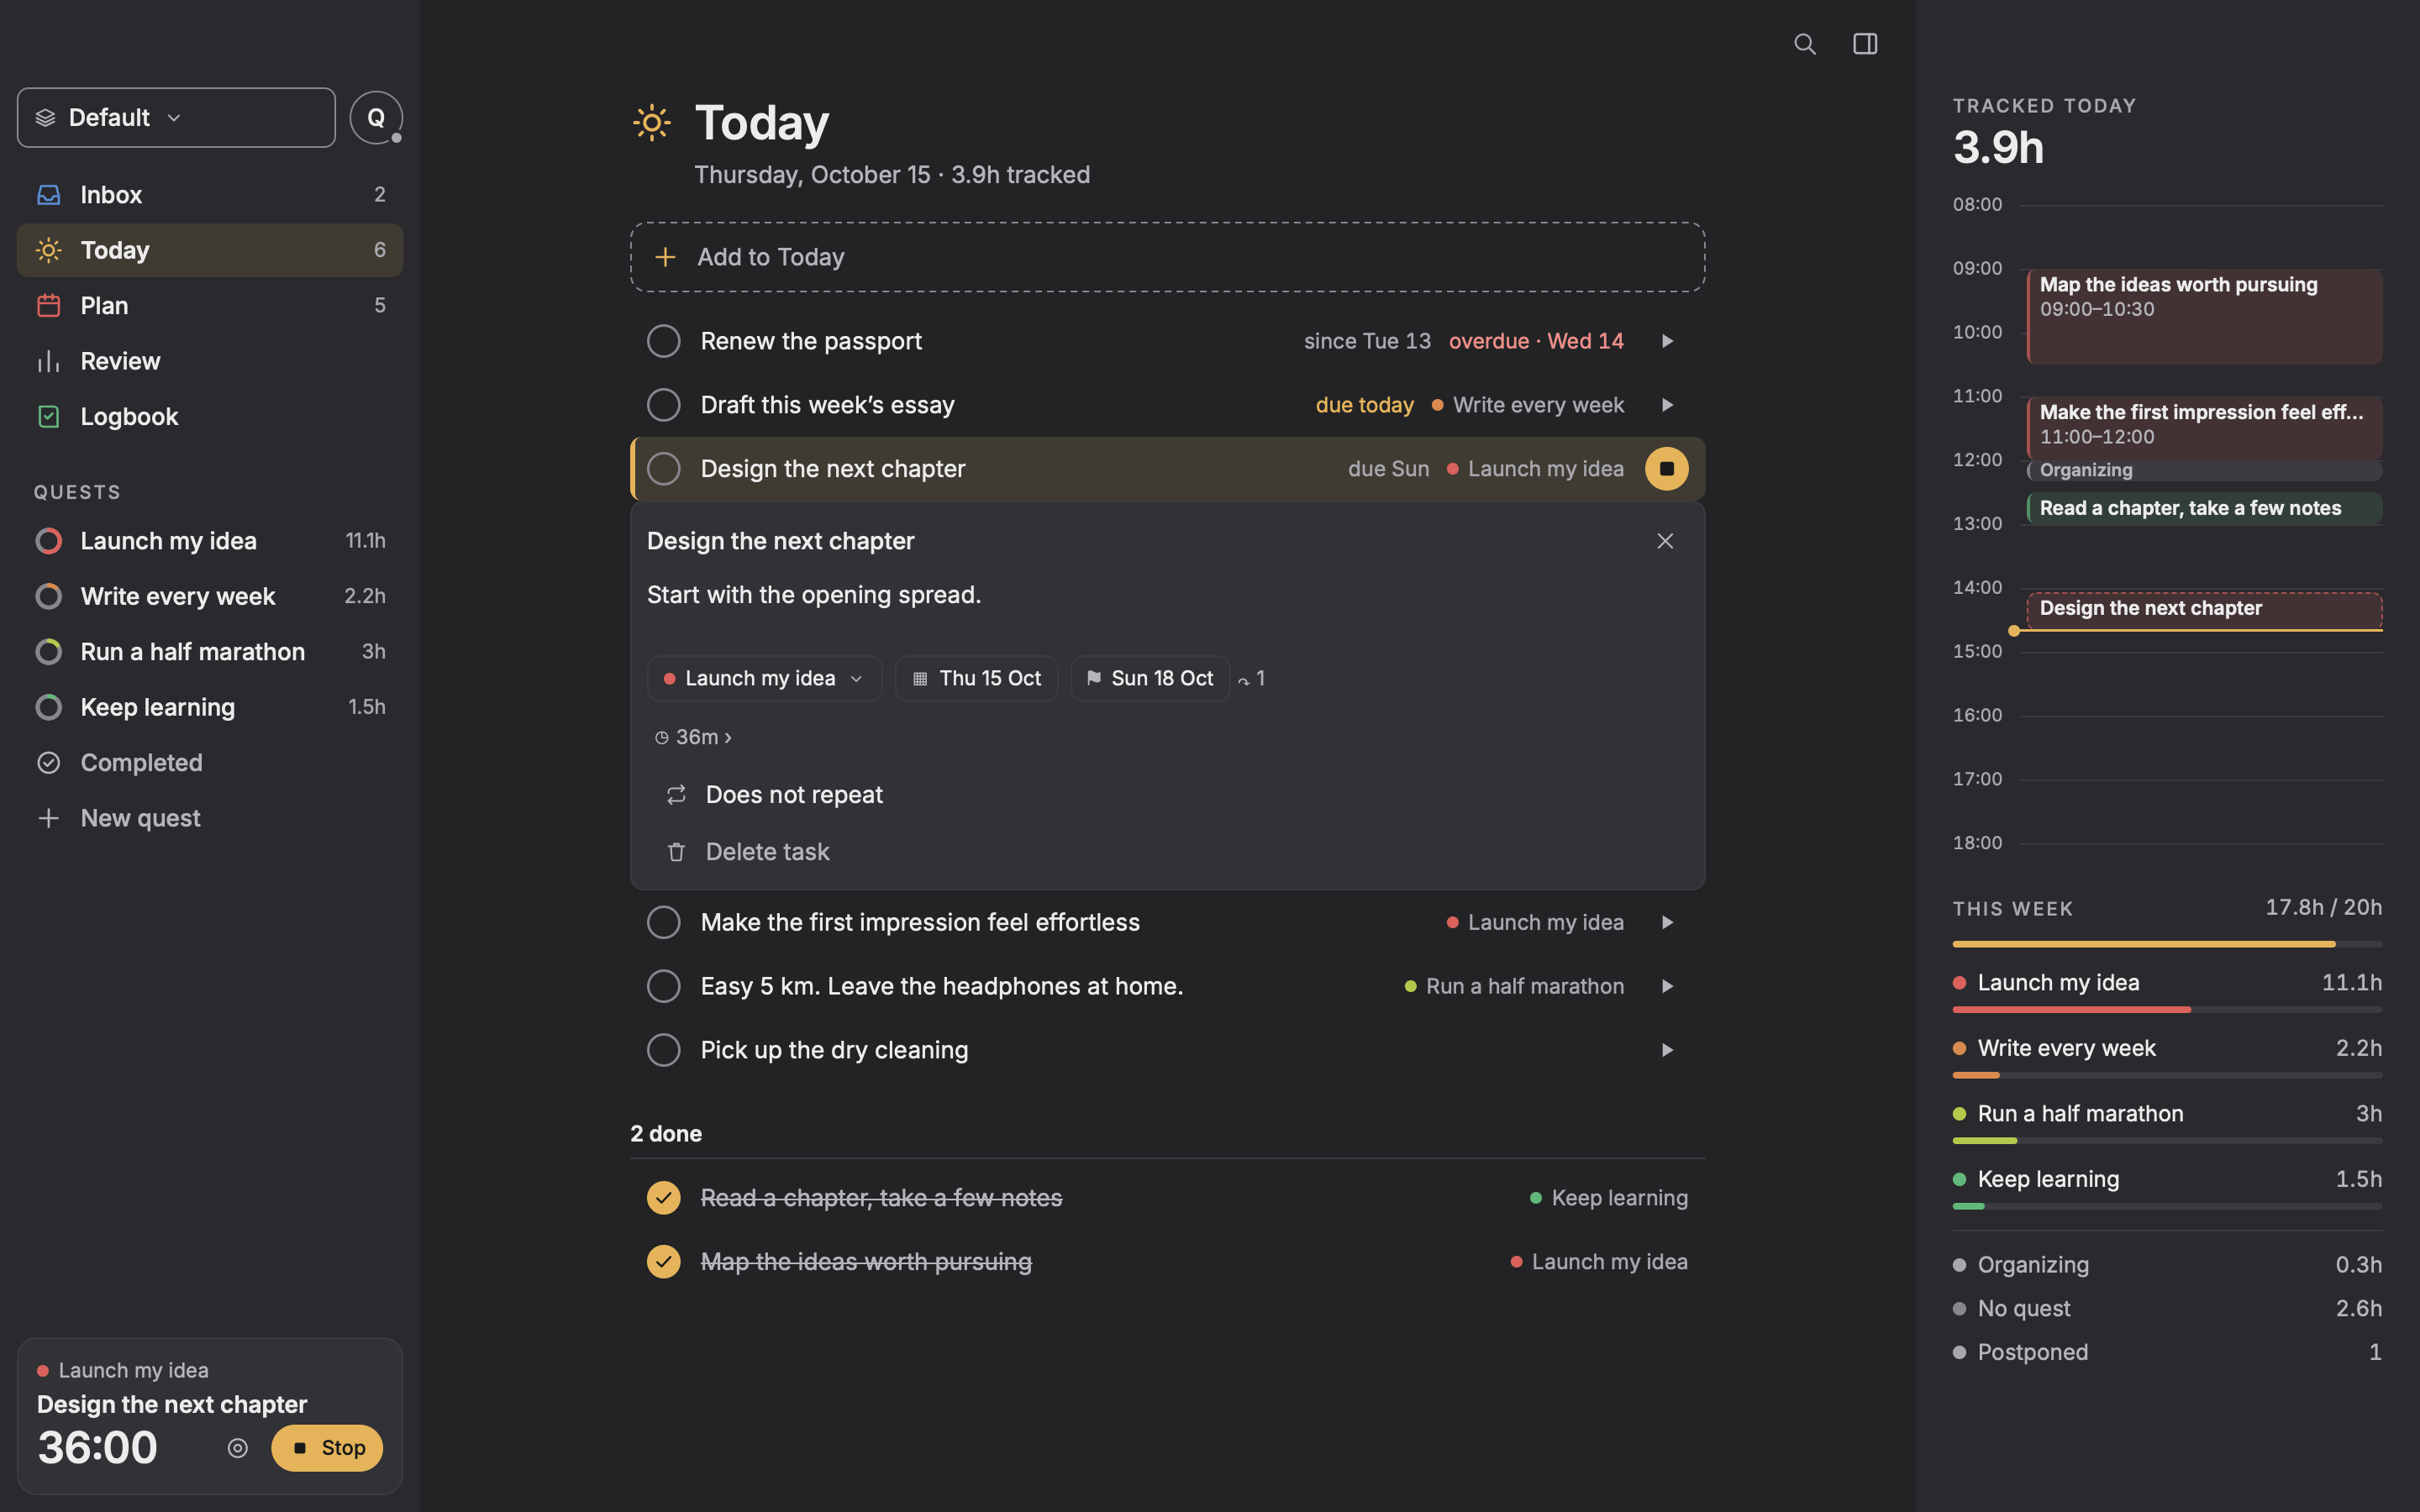 Default
Q
Inbox 2
Today 6
Plan 5
Review
Logbook
QUESTS
Launch my idea 11.1h
Write every week 2.2h
Run a half marathon 3h
Keep learning 1.5h
Completed
New quest
Launch my idea
Design the next chapter
36:00 Stop
Today
Thursday, October 15 · 3.9h tracked
Add to Today
Renew the passport since Tue 13 overdue · Wed 14
Draft this week’s essay due today Write every week
Design the next chapter due Sun Launch my idea
Design the next chapter
Start with the opening spread.
Launch my idea Thu 15 Oct Sun 18 Oct 1
36m ›
Does not repeat
Delete task
Make the first impression feel effortless Launch my idea
Easy 5 km. Leave the headphones at home. Run a half marathon
Pick up the dry cleaning
2 done
Read a chapter, take a few notes Keep learning
Map the ideas worth pursuing Launch my idea
TRACKED TODAY
3.9h
08:00
09:00
Map the ideas worth pursuing
09:00–10:30
10:00
11:00
Make the first impression feel eff...
11:00–12:00
12:00
Organizing
Read a chapter, take a few notes
13:00
14:00
Design the next chapter
15:00
16:00
17:00
18:00
THIS WEEK 17.8h / 20h
Launch my idea 11.1h
Write every week 2.2h
Run a half marathon 3h
Keep learning 1.5h
Organizing 0.3h
No quest 2.6h
Postponed 1